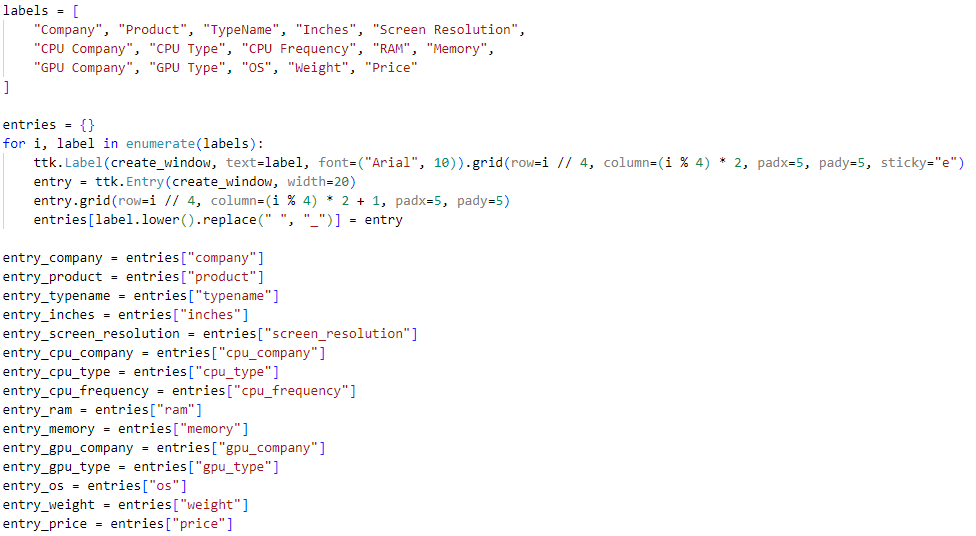 labels = [
    "Company", "Product", "TypeName", "Inches", "Screen Resolution",
    "CPU Company", "CPU Type", "CPU Frequency", "RAM", "Memory",
    "GPU Company", "GPU Type", "OS", "Weight", "Price"
]

entries = {}
for i, label in enumerate(labels):
    ttk.Label(create_window, text=label, font=("Arial", 10)).grid(row=i // 4, column=(i % 4) * 2, padx=5, pady=5, sticky="e")
    entry = ttk.Entry(create_window, width=20)
    entry.grid(row=i // 4, column=(i % 4) * 2 + 1, padx=5, pady=5)
    entries[label.lower().replace(" ", "_")] = entry

entry_company = entries["company"]
entry_product = entries["product"]
entry_typename = entries["typename"]
entry_inches = entries["inches"]
entry_screen_resolution = entries["screen_resolution"]
entry_cpu_company = entries["cpu_company"]
entry_cpu_type = entries["cpu_type"]
entry_cpu_frequency = entries["cpu_frequency"]
entry_ram = entries["ram"]
entry_memory = entries["memory"]
entry_gpu_company = entries["gpu_company"]
entry_gpu_type = entries["gpu_type"]
entry_os = entries["os"]
entry_weight = entries["weight"]
entry_price = entries["price"]